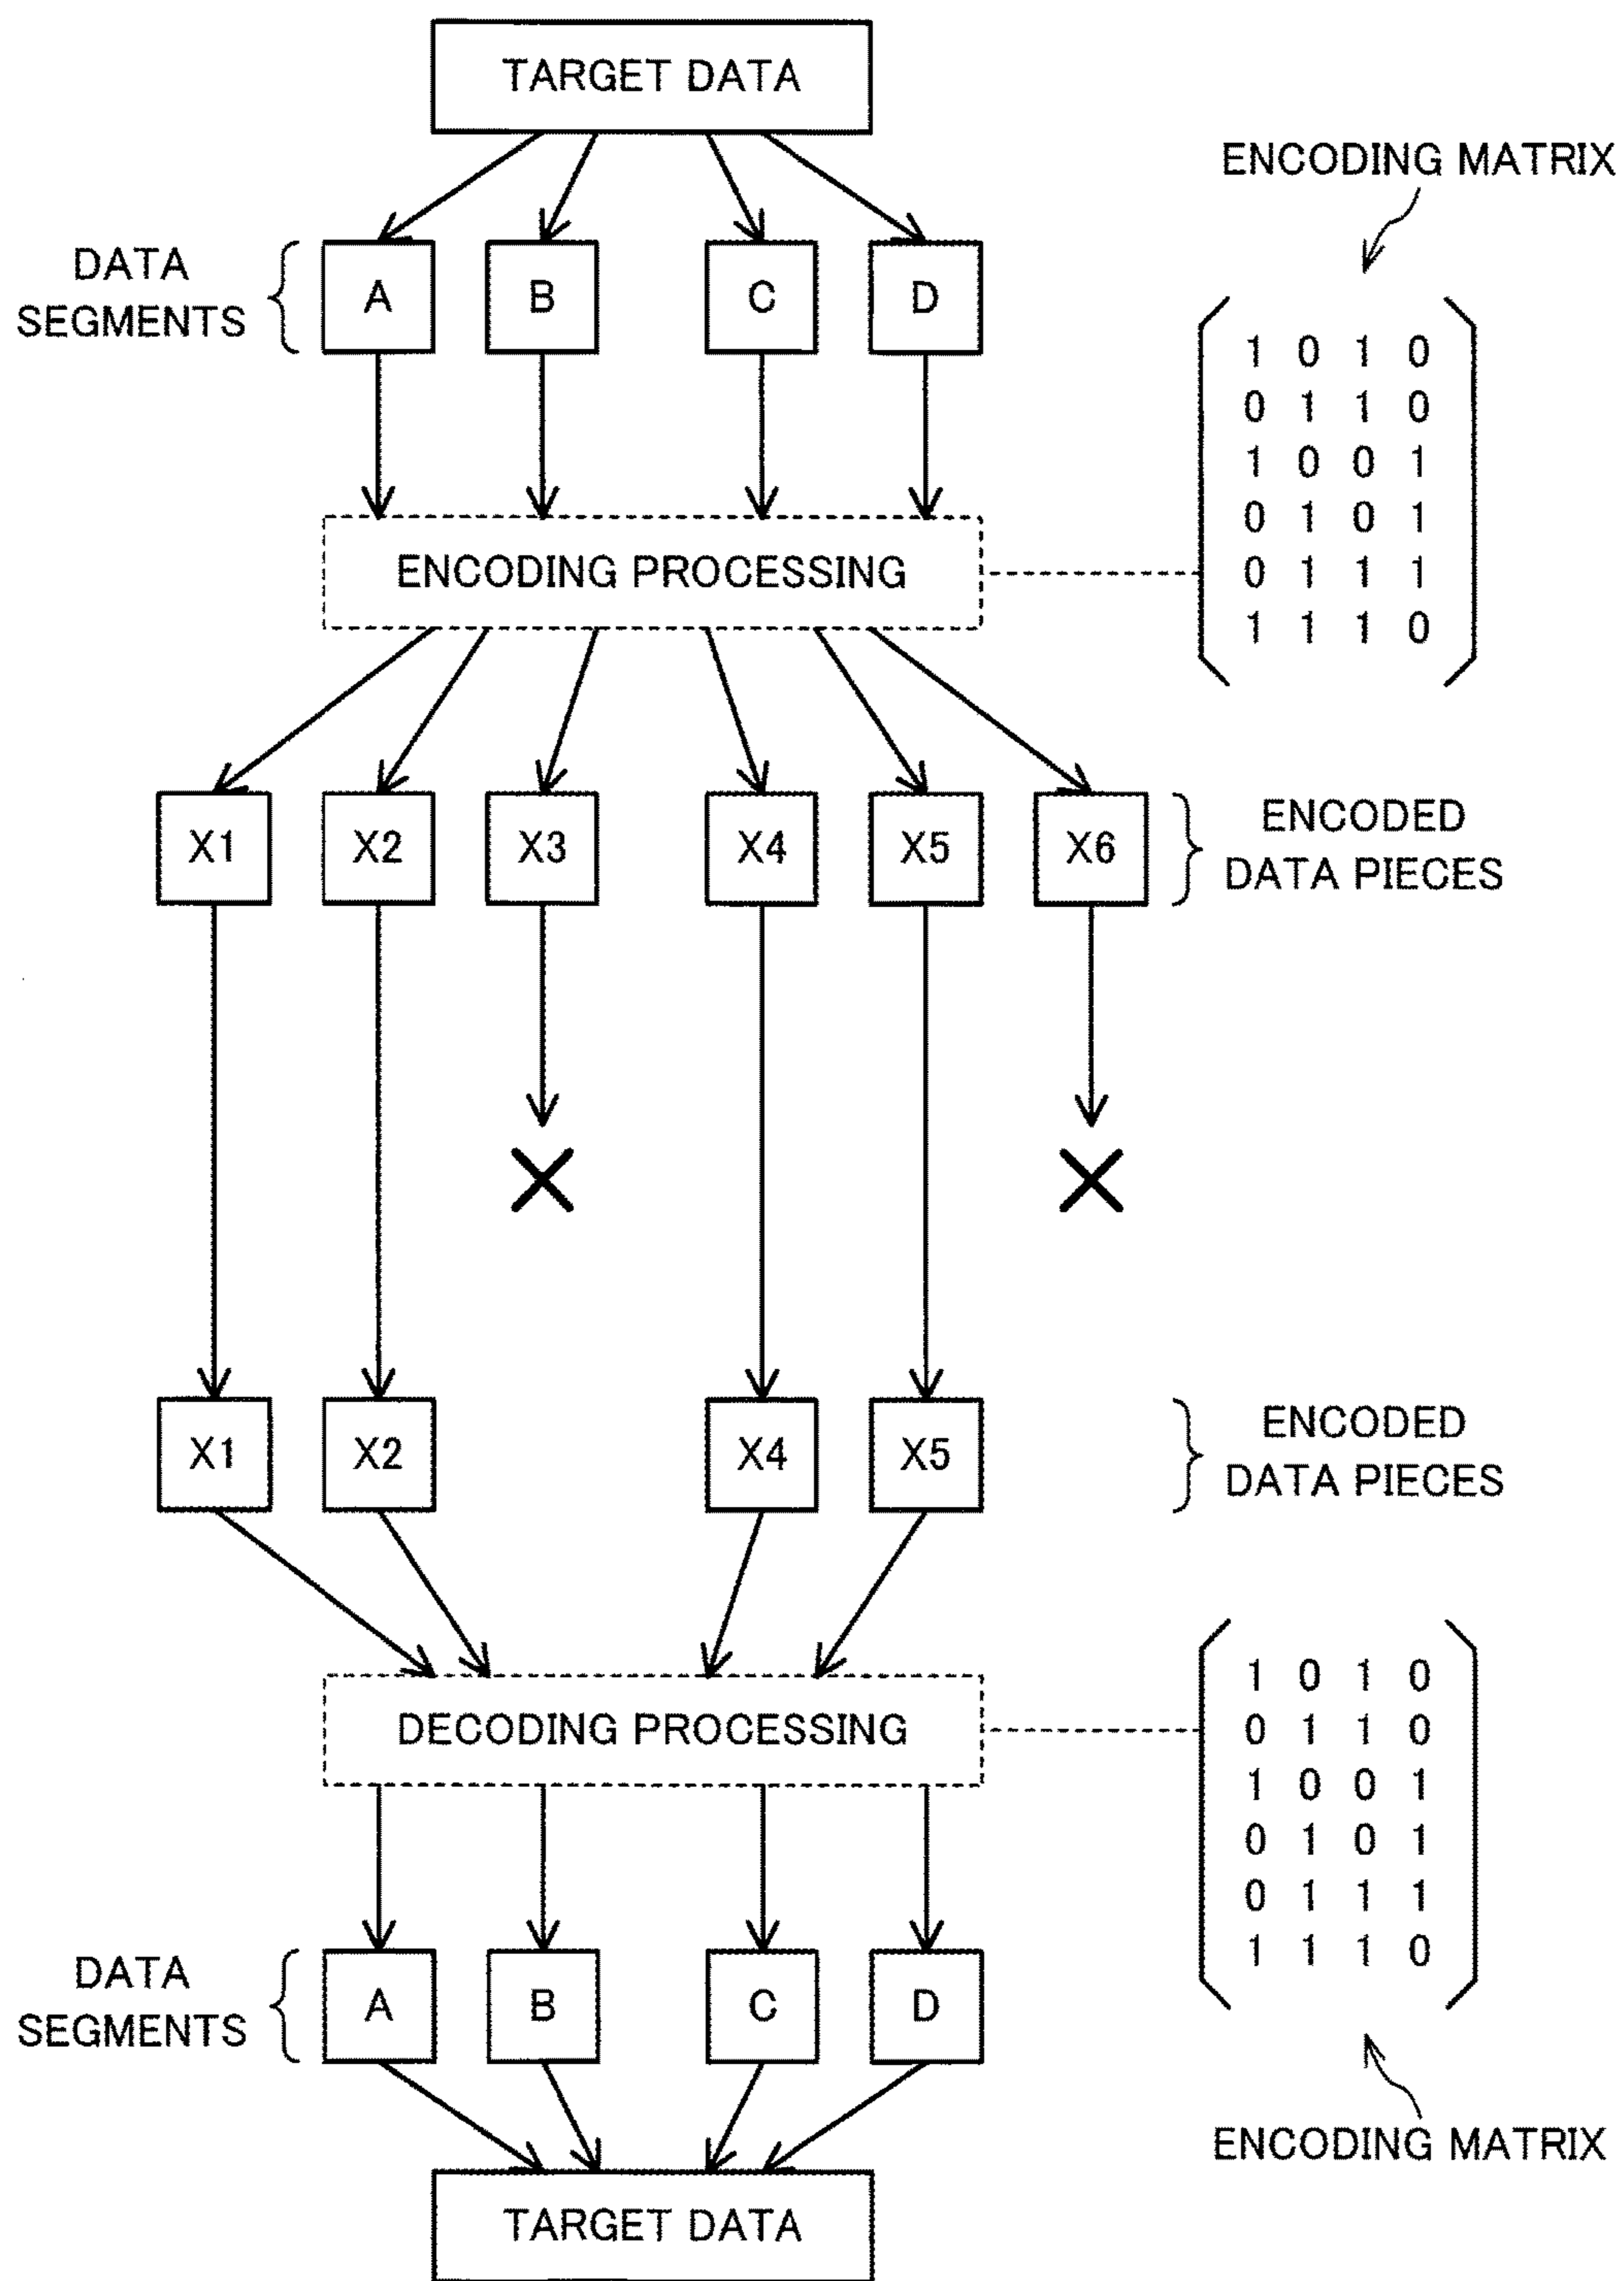 TARGET DATA
ENCODING MATRIX
DATA
SEGMENTS
A B C D
1 0 1 0
0 1 1 0
1 0 0 1
0 1 0 1
0 1 1 1
1 1 1 0
ENCODING PROCESSING
X1 X2 X3 X4 X5 X6
ENCODED
DATA PIECES
X1 X2 X4 X5
ENCODED
DATA PIECES
DECODING PROCESSING
1 0 1 0
0 1 1 0
1 0 0 1
0 1 0 1
0 1 1 1
1 1 1 0
DATA
SEGMENTS
A B C D
ENCODING MATRIX
TARGET DATA